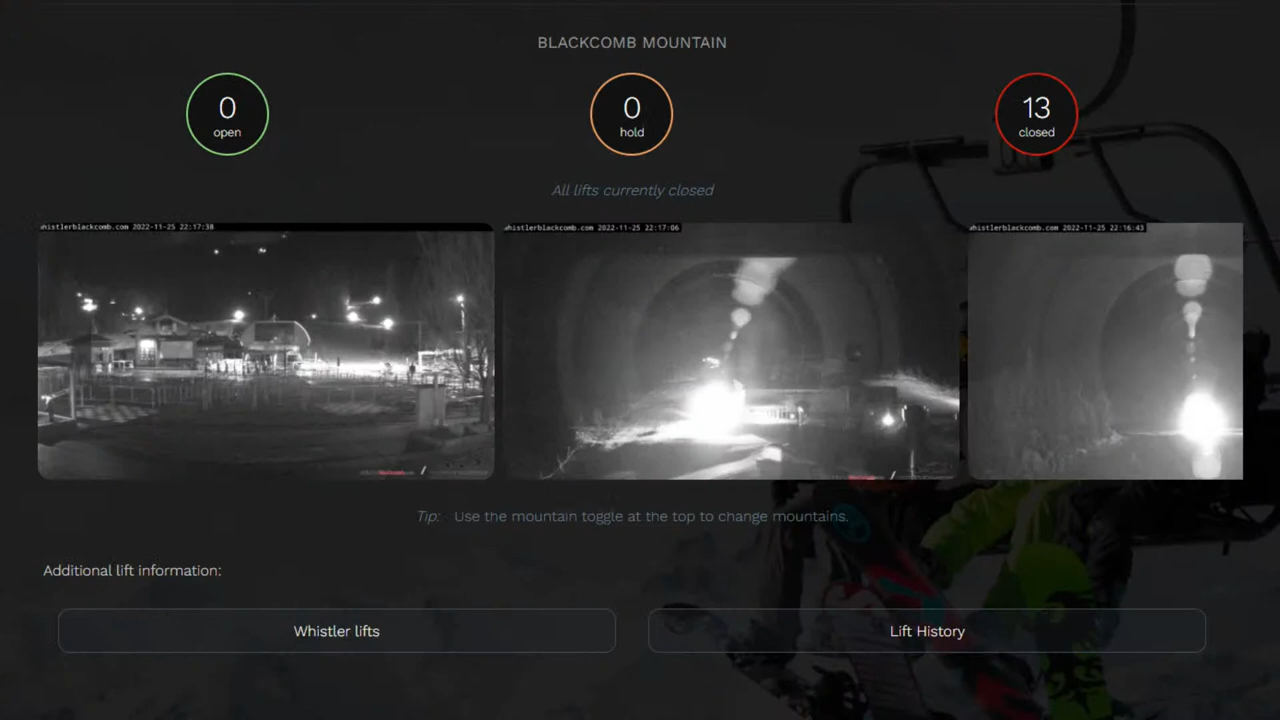 BLACKCOMB MOUNTAIN
0
open
0
hold
13
closed
All lifts currently closed
whistlerblackcomb.com 2022-11-25 22:17:38
whistlerblackcomb.com 2022-11-25 22:17:06
whistlerblackcomb.com 2022-11-25 22:16:43
Tip: Use the mountain toggle at the top to change mountains.
Additional lift information:
Whistler lifts
Lift History